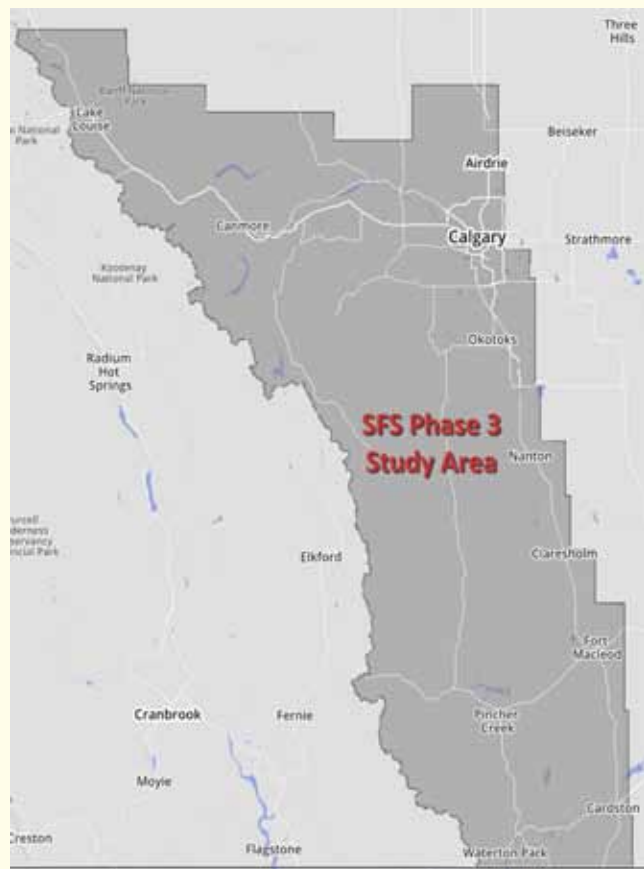 Three
Hills
Banff National
Park
Lake
Louise
National
Park
Beiseker
Airdrie
Canmore
Calgary
Strathmore
Kootenay
National Park
Okotoks
Radium
Hot
Springs
SFS Phase 3
Study Area
Nanton
Elkford
Claresholm
Fort
Macleod
Cranbrook
Fernie
Pincher
Creek
Moyie
Cardston
Creston
Flagstone
Waterton Park